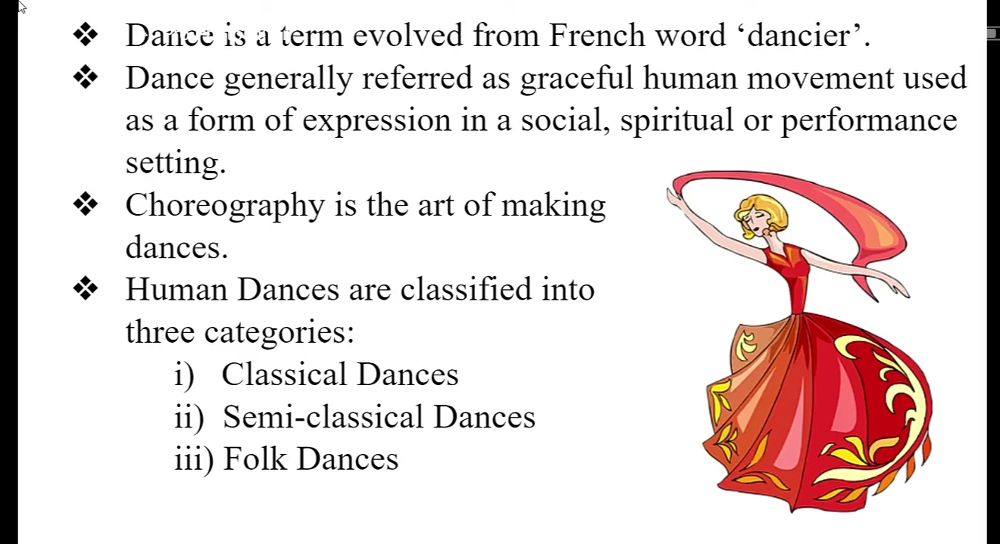 ❖ Dance is a term evolved from French word ‘dancier’.
❖ Dance generally referred as graceful human movement used
as a form of expression in a social, spiritual or performance
setting.
❖ Choreography is the art of making
dances.
❖ Human Dances are classified into
three categories:
i) Classical Dances
ii) Semi-classical Dances
iii) Folk Dances